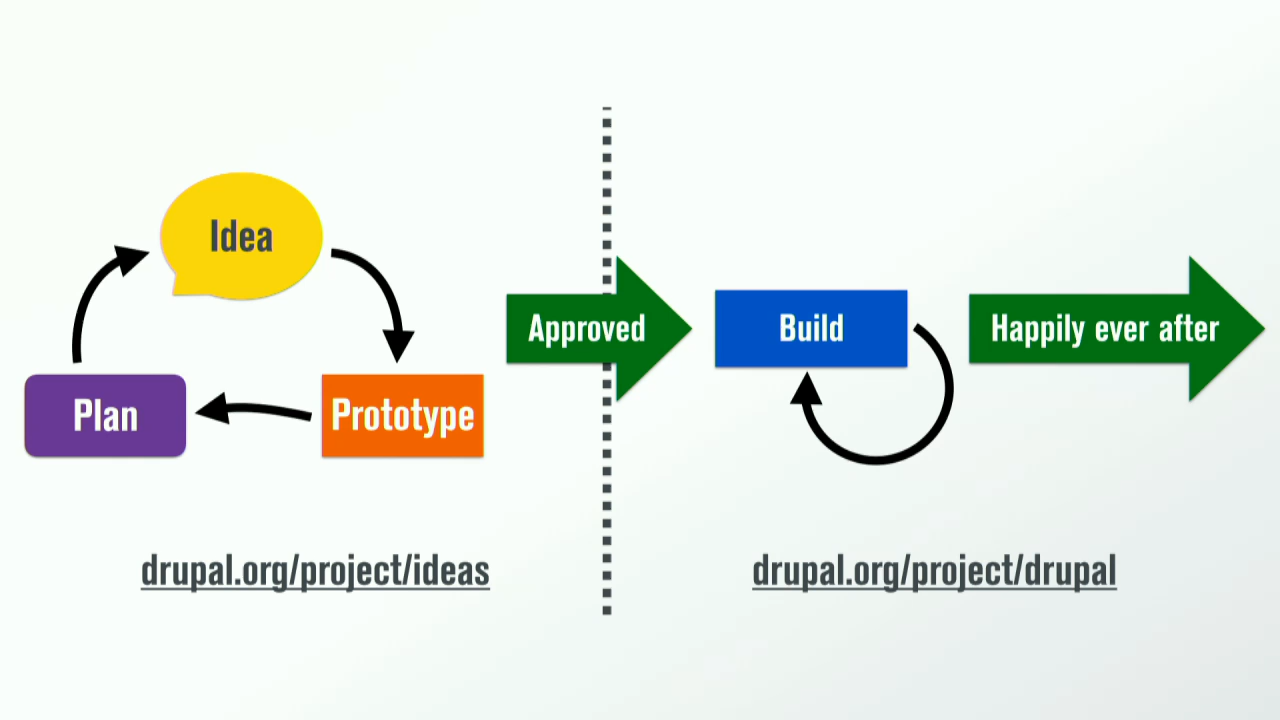 Idea
Plan
Prototype
Approved
Build
Happily ever after
drupal.org/project/ideas
drupal.org/project/drupal